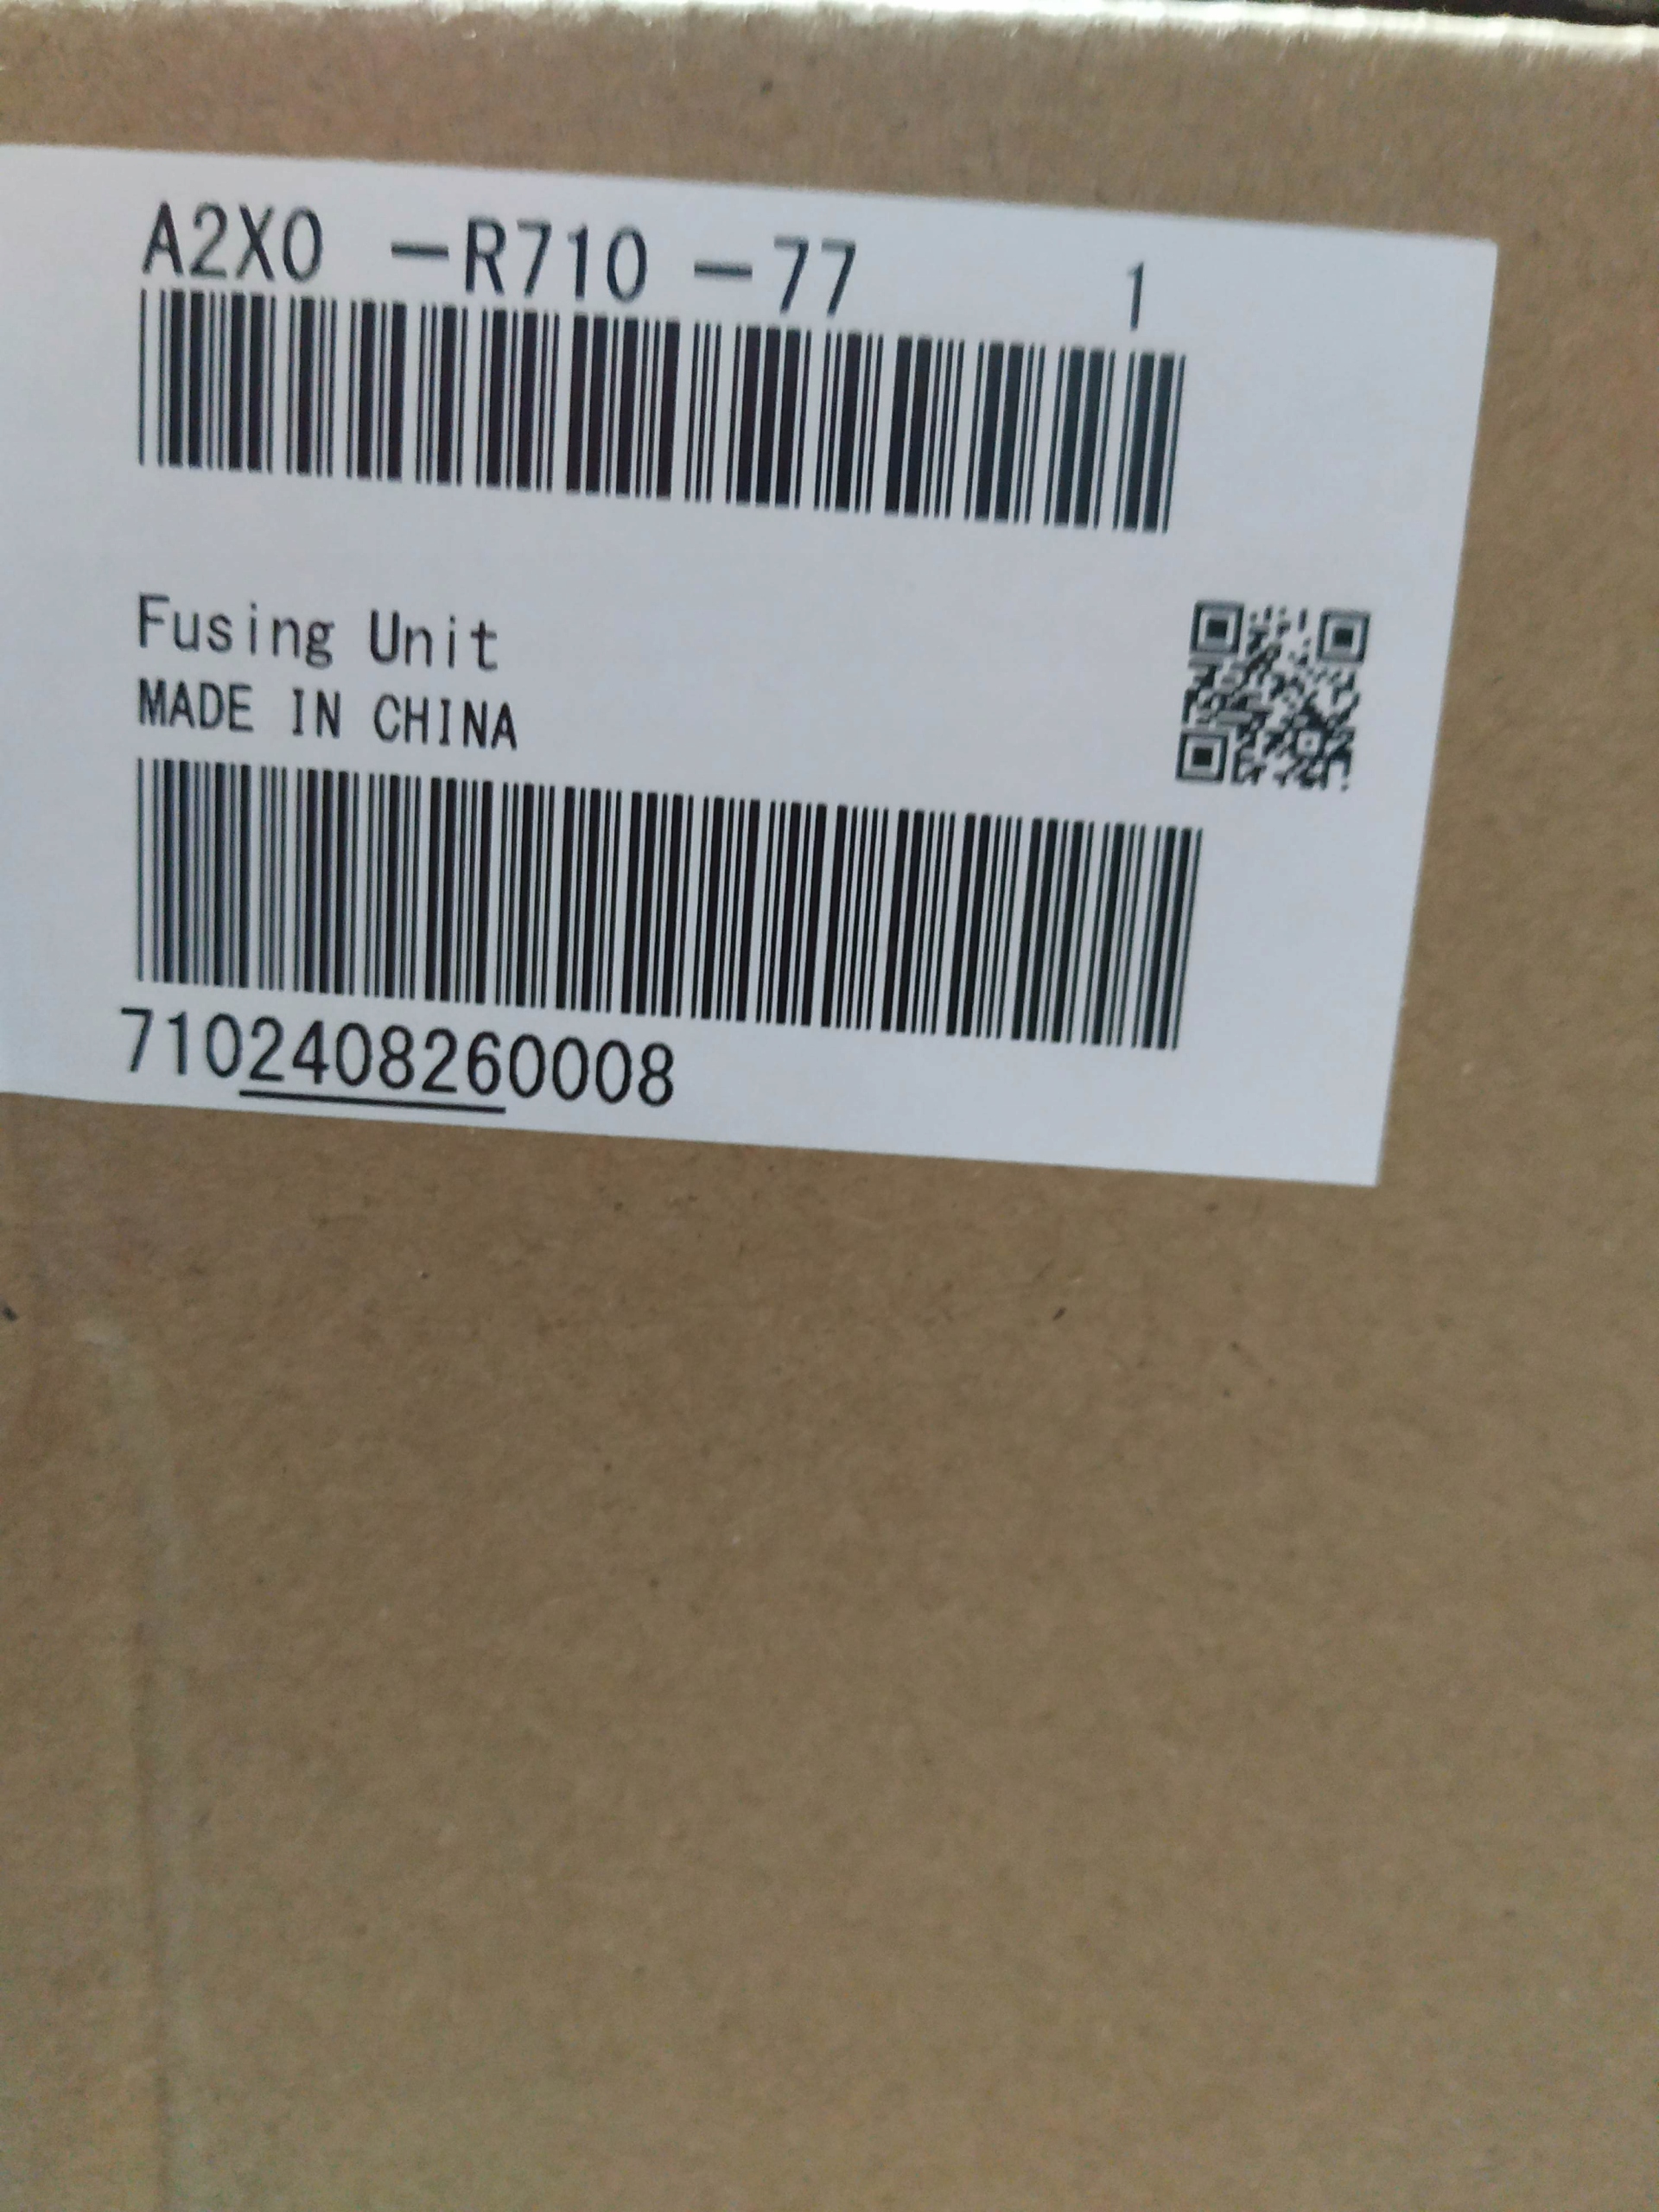 A2X0 -R710 -77 1
Fusing Unit
MADE IN CHINA
7102408260008